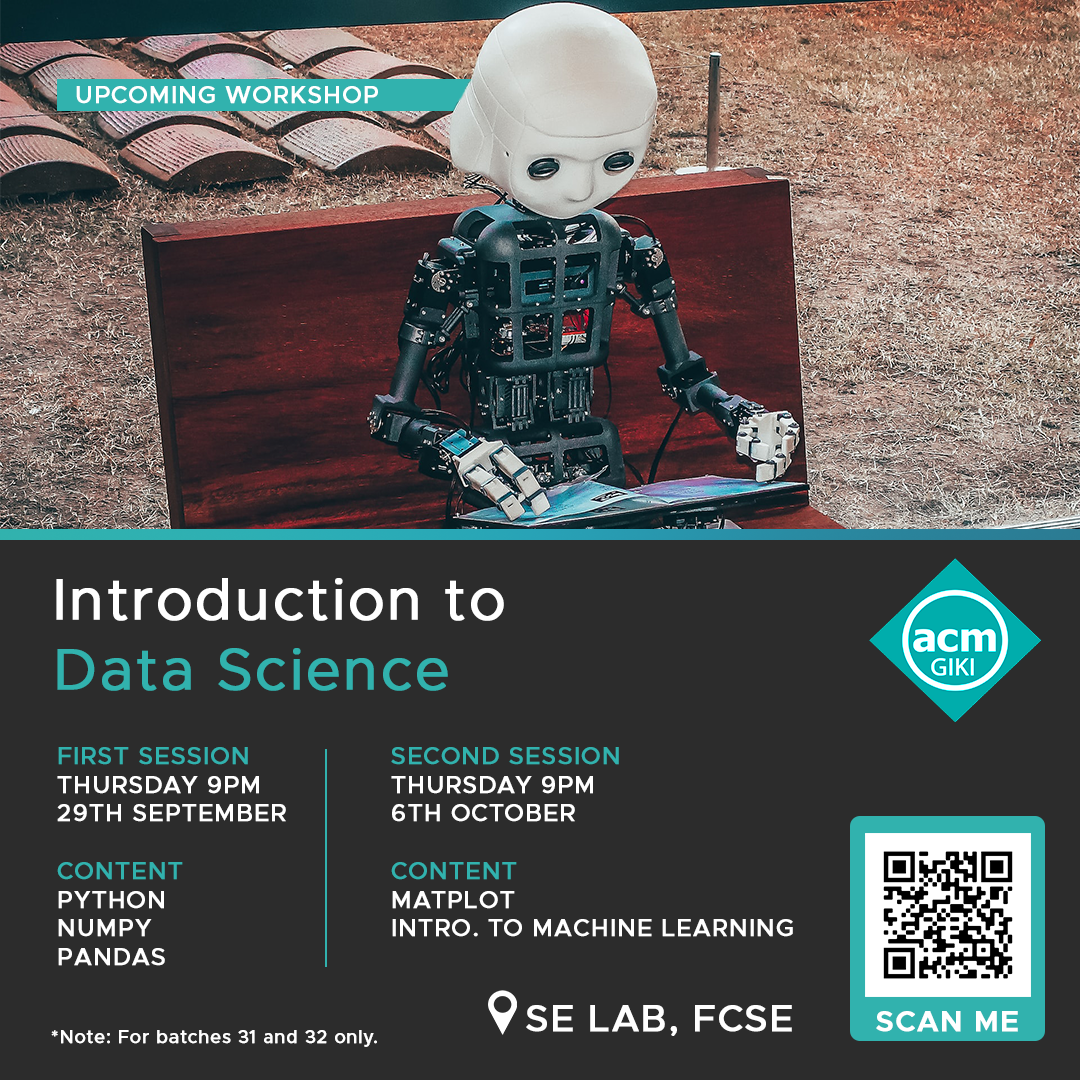 UPCOMING WORKSHOP
Introduction to
Data Science
acm
GIKI
FIRST SESSION
THURSDAY 9PM
29TH SEPTEMBER
CONTENT
PYTHON
NUMPY
PANDAS
SECOND SESSION
THURSDAY 9PM
6TH OCTOBER
CONTENT
MATPLOT
INTRO. TO MACHINE LEARNING
SE LAB, FCSE
*Note: For batches 31 and 32 only.
SCAN ME